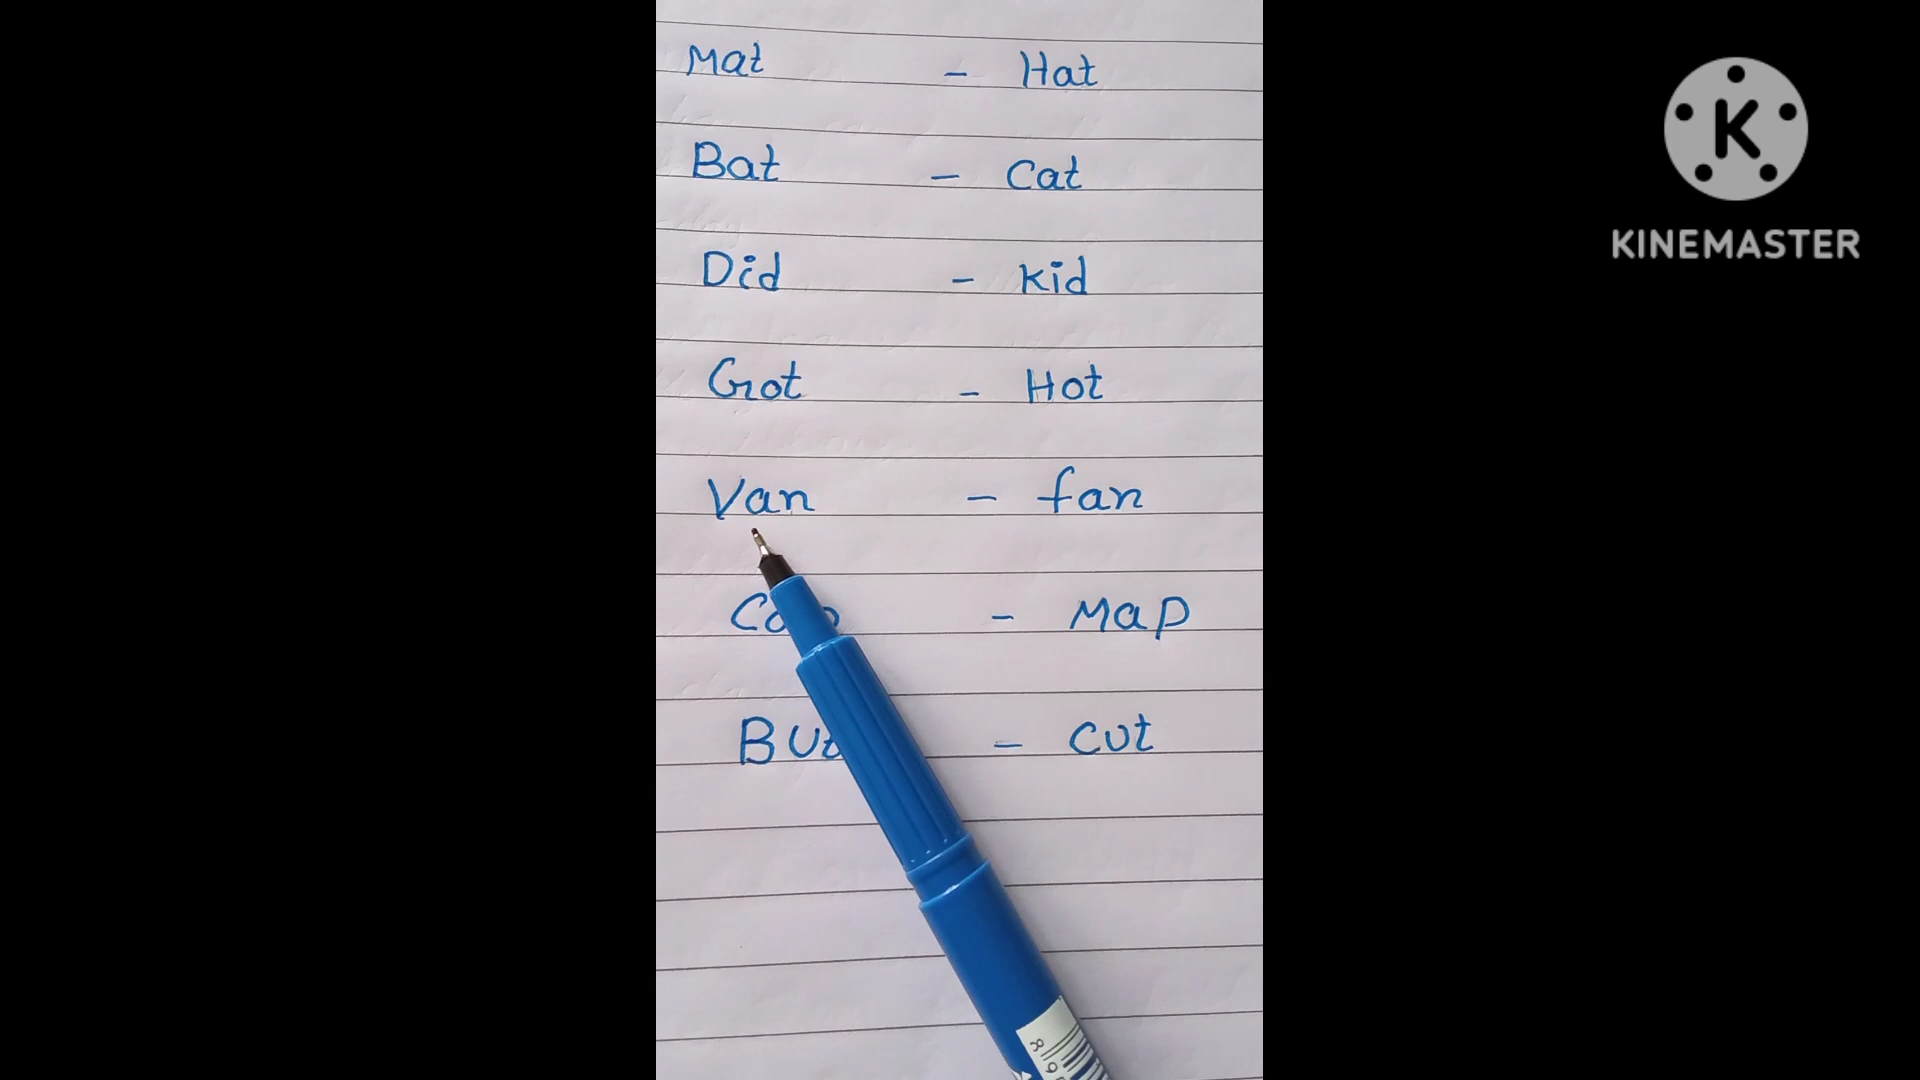 Mat - Hat
Bat - Cat
Did - Kid
Got - Hot
Van - fan
- Map
- Cut
KINEMASTER